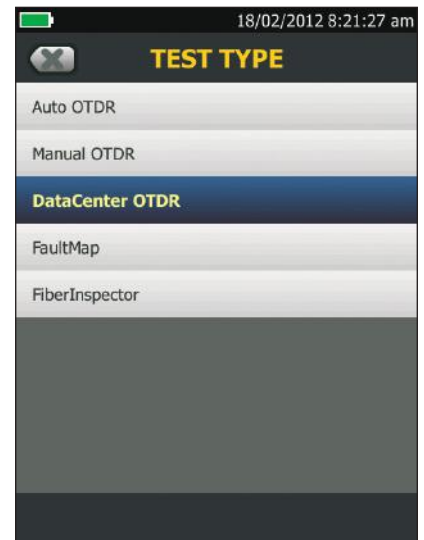 18/02/2012 8:21:27 am
TEST TYPE
Auto OTDR
Manual OTDR
DataCenter OTDR
FaultMap
FiberInspector